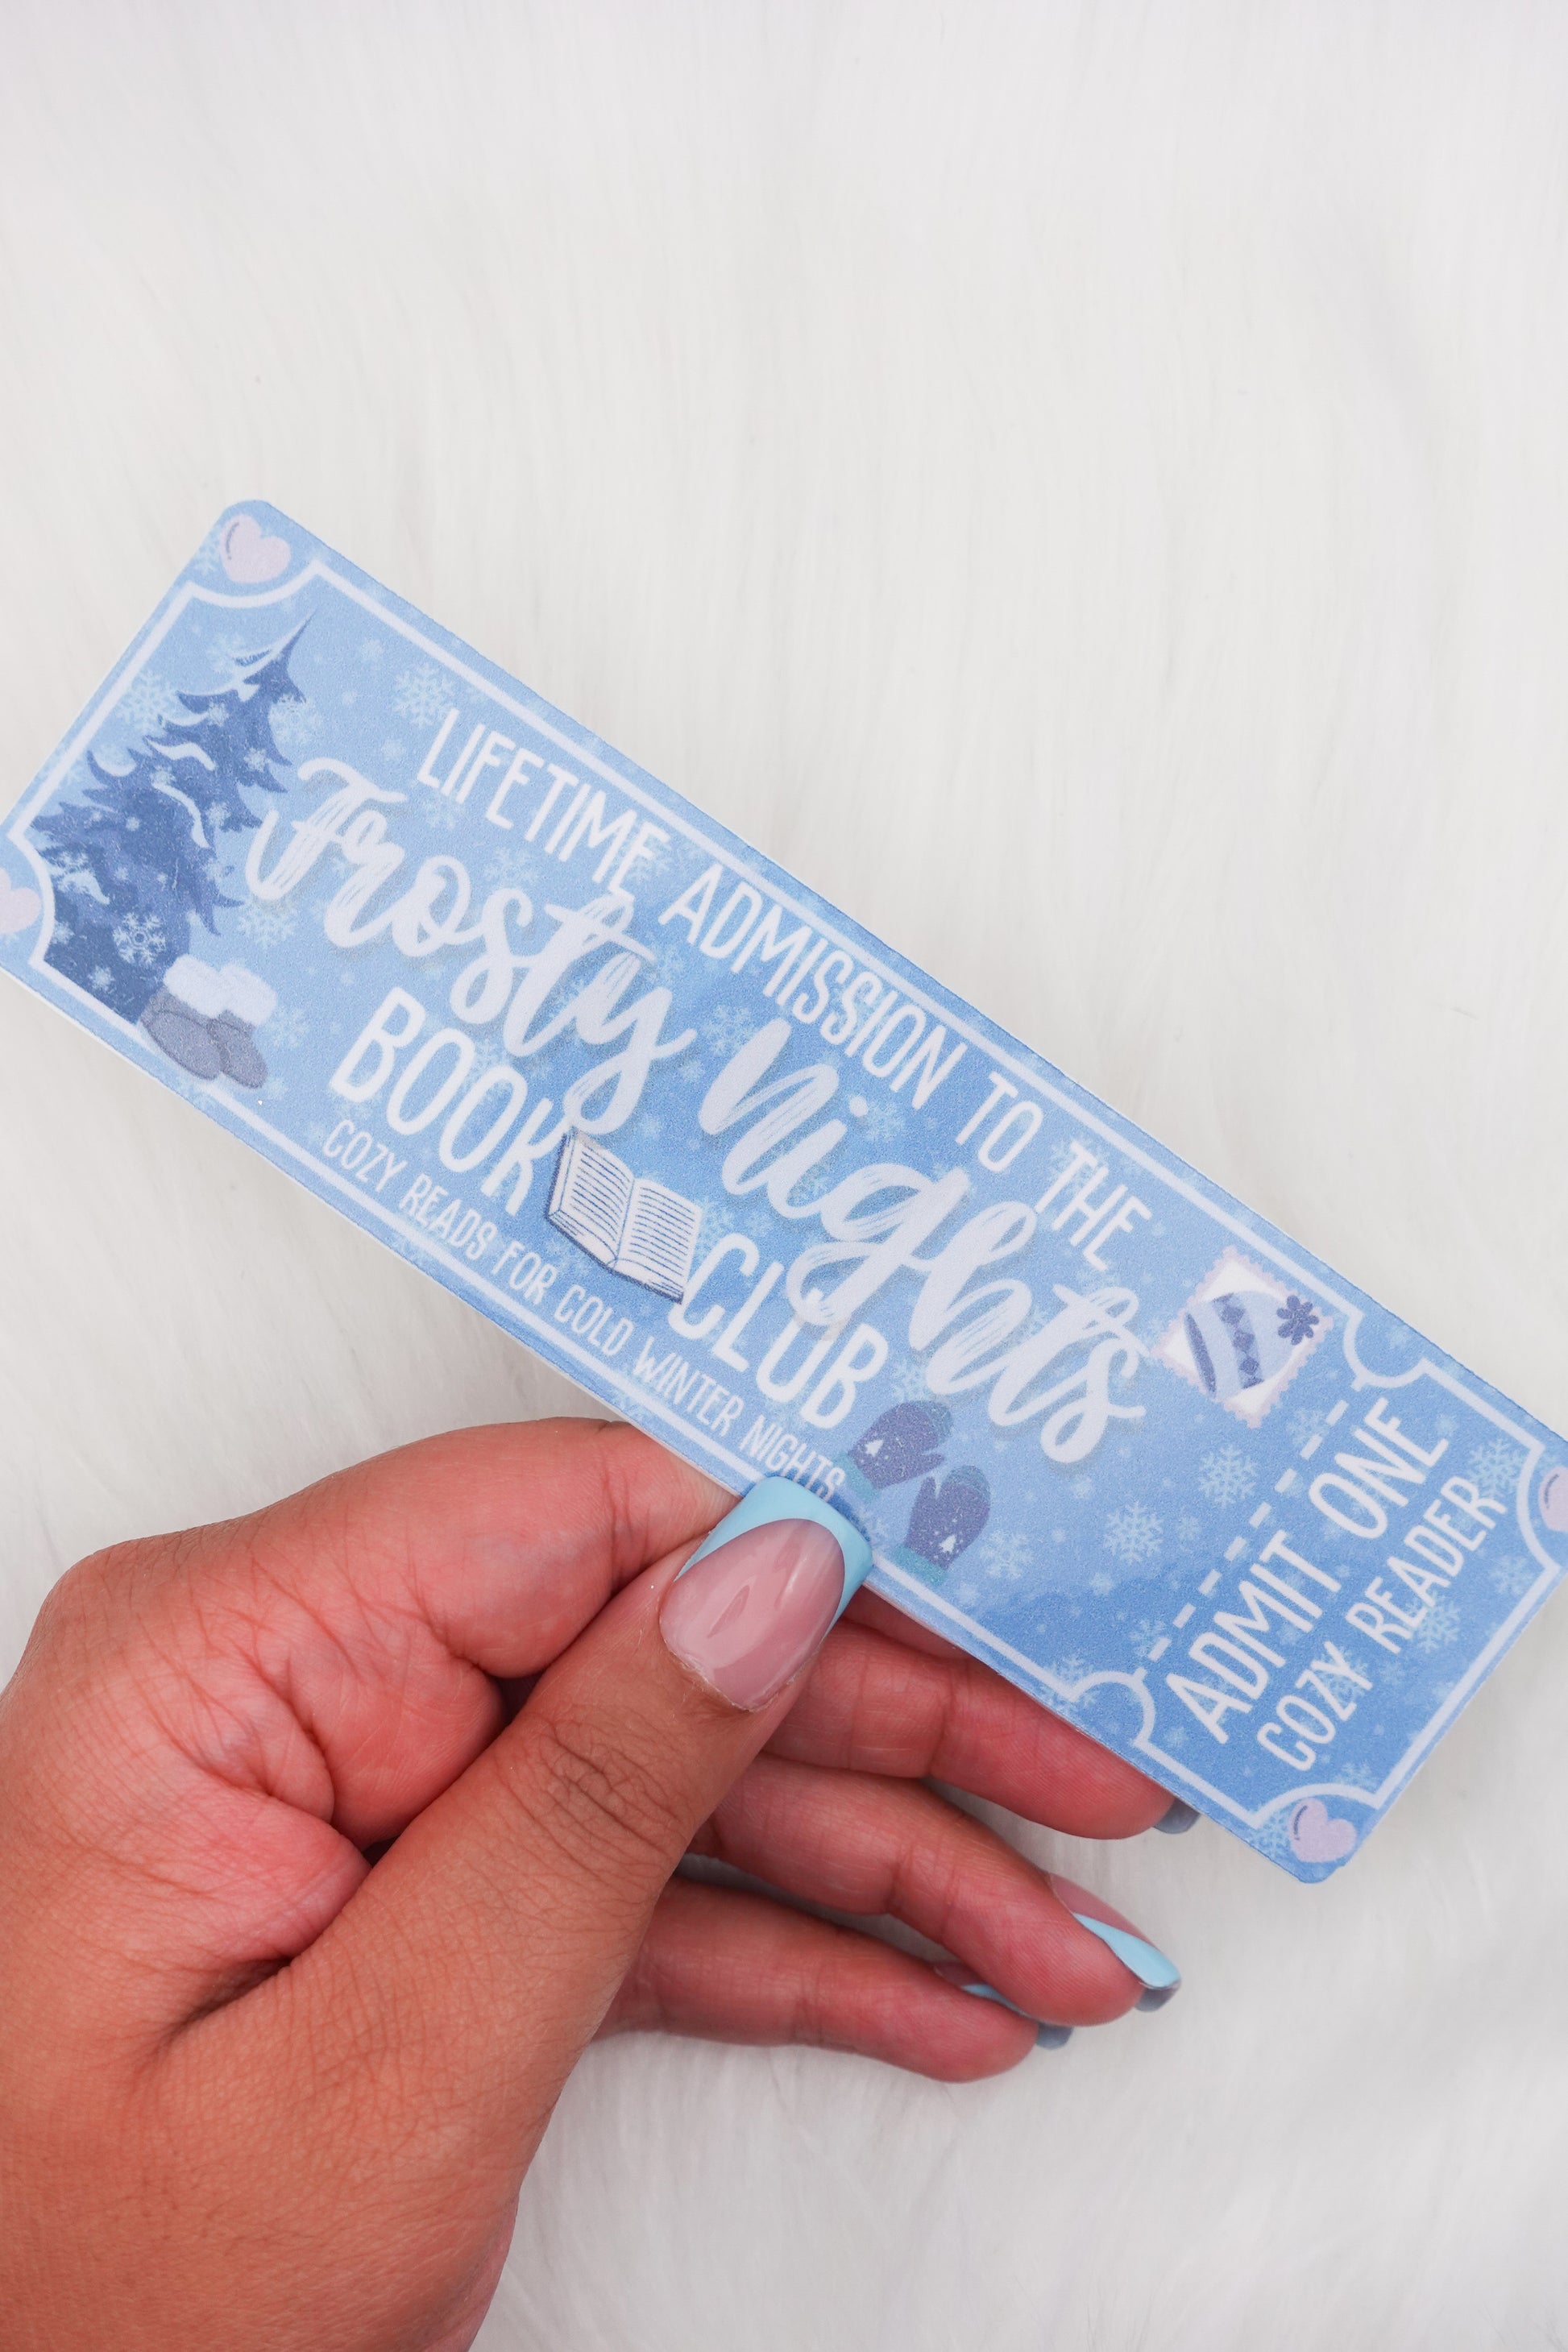 LIFETIME ADMISSION TO THE
Frosty Nights
BOOK CLUB
COZY READS FOR COLD WINTER NIGHTS
ADMIT ONE
COZY READER